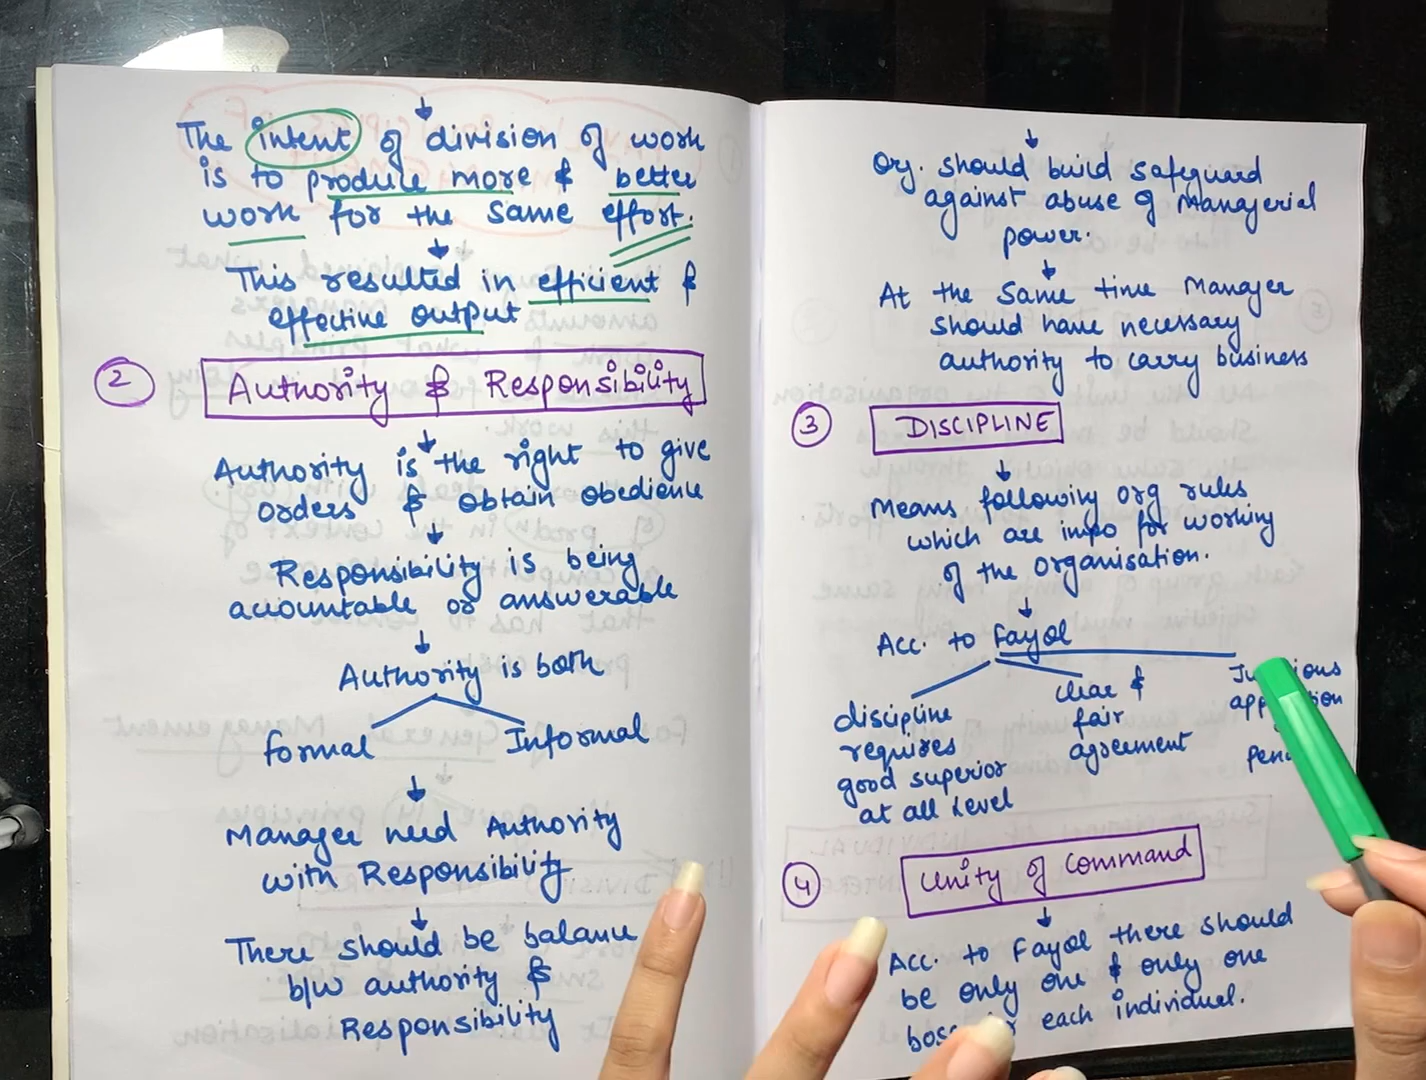 The intent of division of work
is to produce more & better
work for the same effort.
This resulted in efficient &
effective output
2 Authority & Responsibility
Authority is the right to give
orders & obtain obedience
Responsibility is being
accountable or answerable
Authority is both
formal Informal
Manager need Authority
with Responsibility
There should be balance
b/w authority &
Responsibility
Org. should build safeguard
against abuse of Managerial
power.
At the same time Manager
should have necessary
authority to carry business
3 DISCIPLINE
Means following org rules
which are impo for working
of the organisation.
Acc. to Fayol
discipline
requires
good superior
at all level
clear &
fair
agreement
4 Unity of Command
Acc. to Fayol there should
be only one & only one
each individual.